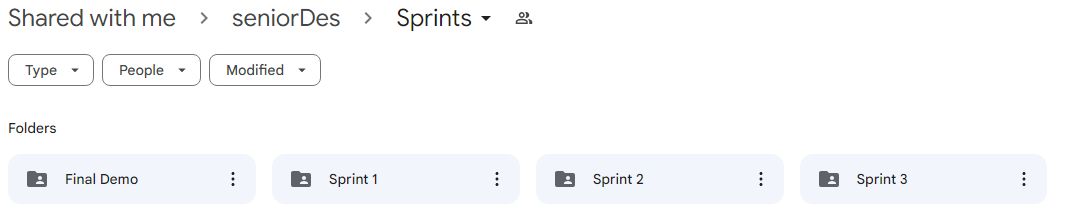 Shared with me > seniorDes > Sprints
Type People Modified
Folders
Final Demo Sprint 1 Sprint 2 Sprint 3